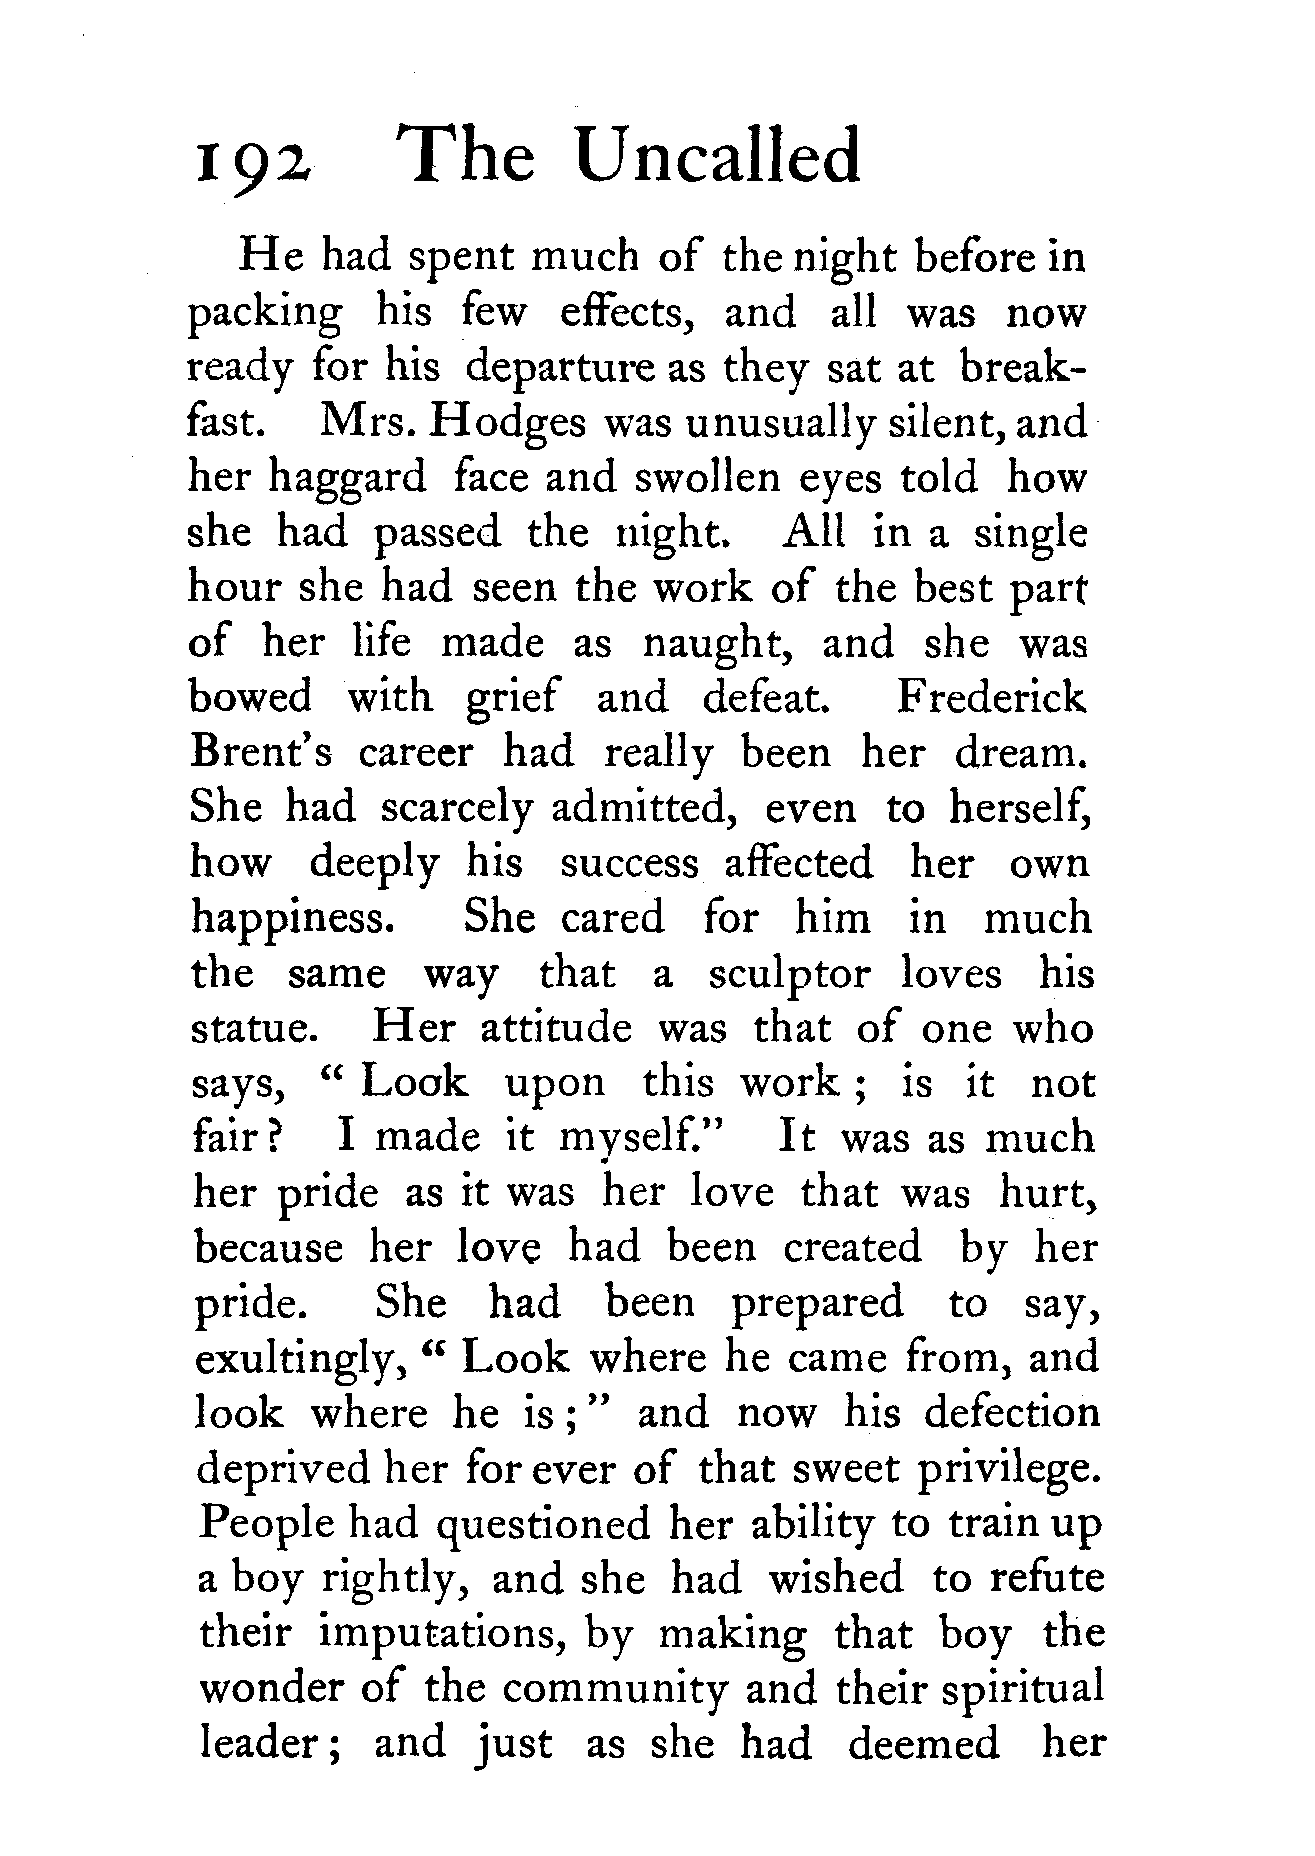 192 The Uncalled
He had spent much of the night before in
packing his few effects, and all was now
ready for his departure as they sat at break-
fast. Mrs. Hodges was unusually silent, and
her haggard face and swollen eyes told how
she had passed the night. All in a single
hour she had seen the work of the best part
of her life made as naught, and she was
bowed with grief and defeat. Frederick
Brent's career had really been her dream.
She had scarcely admitted, even to herself,
how deeply his success affected her own
happiness. She cared for him in much
the same way that a sculptor loves his
statue. Her attitude was that of one who
says, “ Look upon this work ; is it not
fair ? I made it myself.” It was as much
her pride as it was her love that was hurt,
because her love had been created by her
pride. She had been prepared to say,
exultingly, “ Look where he came from, and
look where he is ; ” and now his defection
deprived her for ever of that sweet privilege.
People had questioned her ability to train up
a boy rightly, and she had wished to refute
their imputations, by making that boy the
wonder of the community and their spiritual
leader ; and just as she had deemed her